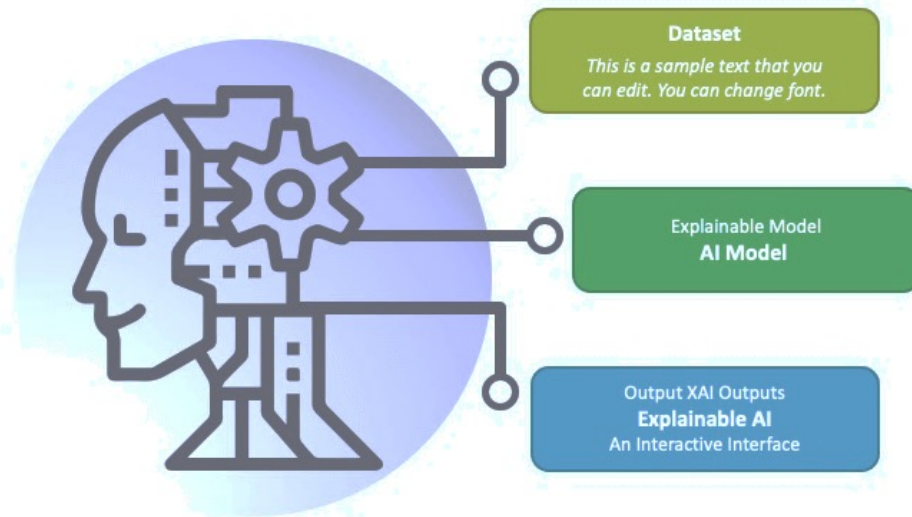 Dataset
This is a sample text that you
can edit. You can change font.
Explainable Model
AI Model
Output XAI Outputs
Explainable AI
An Interactive Interface